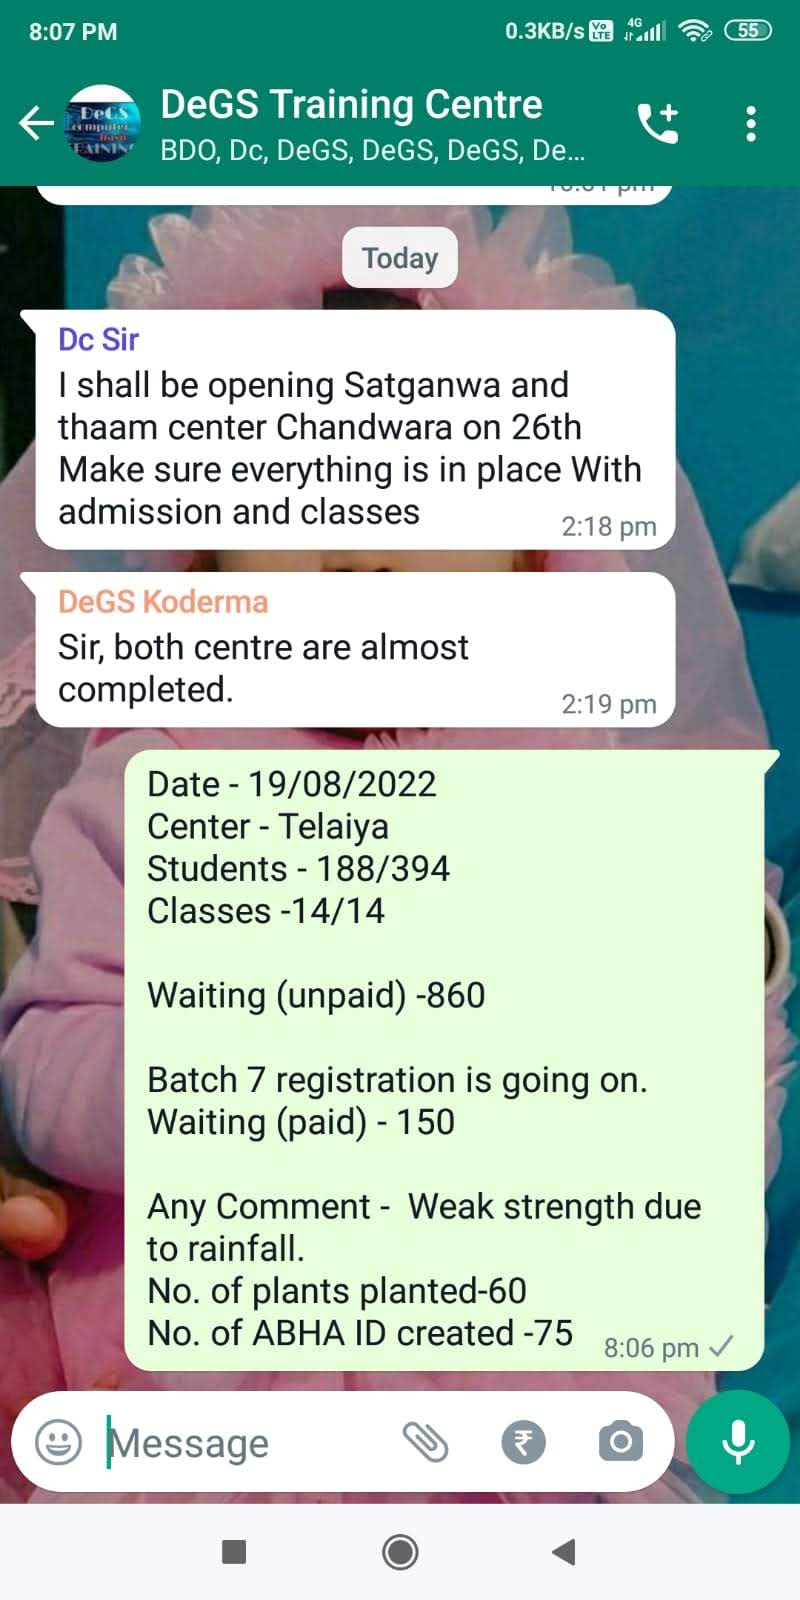 8:07 PM
0.3KB/s Vo LTE 4G 55
DeGS
computer
TRAINING
DeGS Training Centre
BDO, Dc, DeGS, DeGS, DeGS, De...
Today
Dc Sir
I shall be opening Satganwa and
thaam center Chandwara on 26th
Make sure everything is in place With
admission and classes
2:18 pm
DeGS Koderma
Sir, both centre are almost
completed.
2:19 pm
Date - 19/08/2022
Center - Telaiya
Students - 188/394
Classes -14/14
Waiting (unpaid) -860
Batch 7 registration is going on.
Waiting (paid) - 150
Any Comment -  Weak strength due
to rainfall.
No. of plants planted-60
No. of ABHA ID created -75
8:06 pm
Message